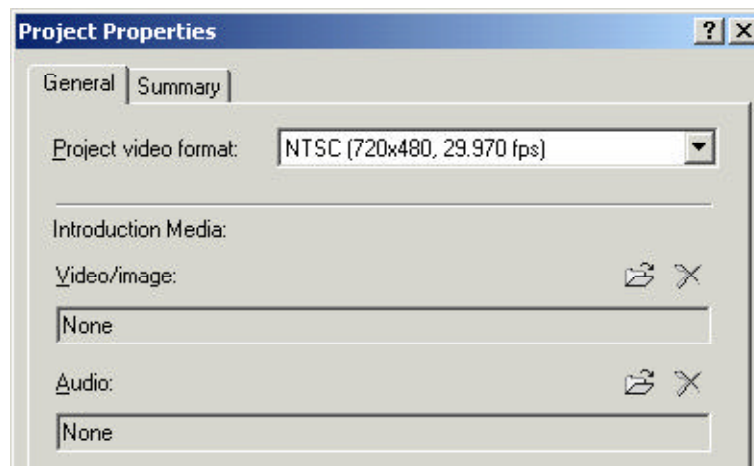 Project Properties
General Summary
Project video format: NTSC (720x480, 29.970 fps)
Introduction Media:
Video/image:
None
Audio:
None